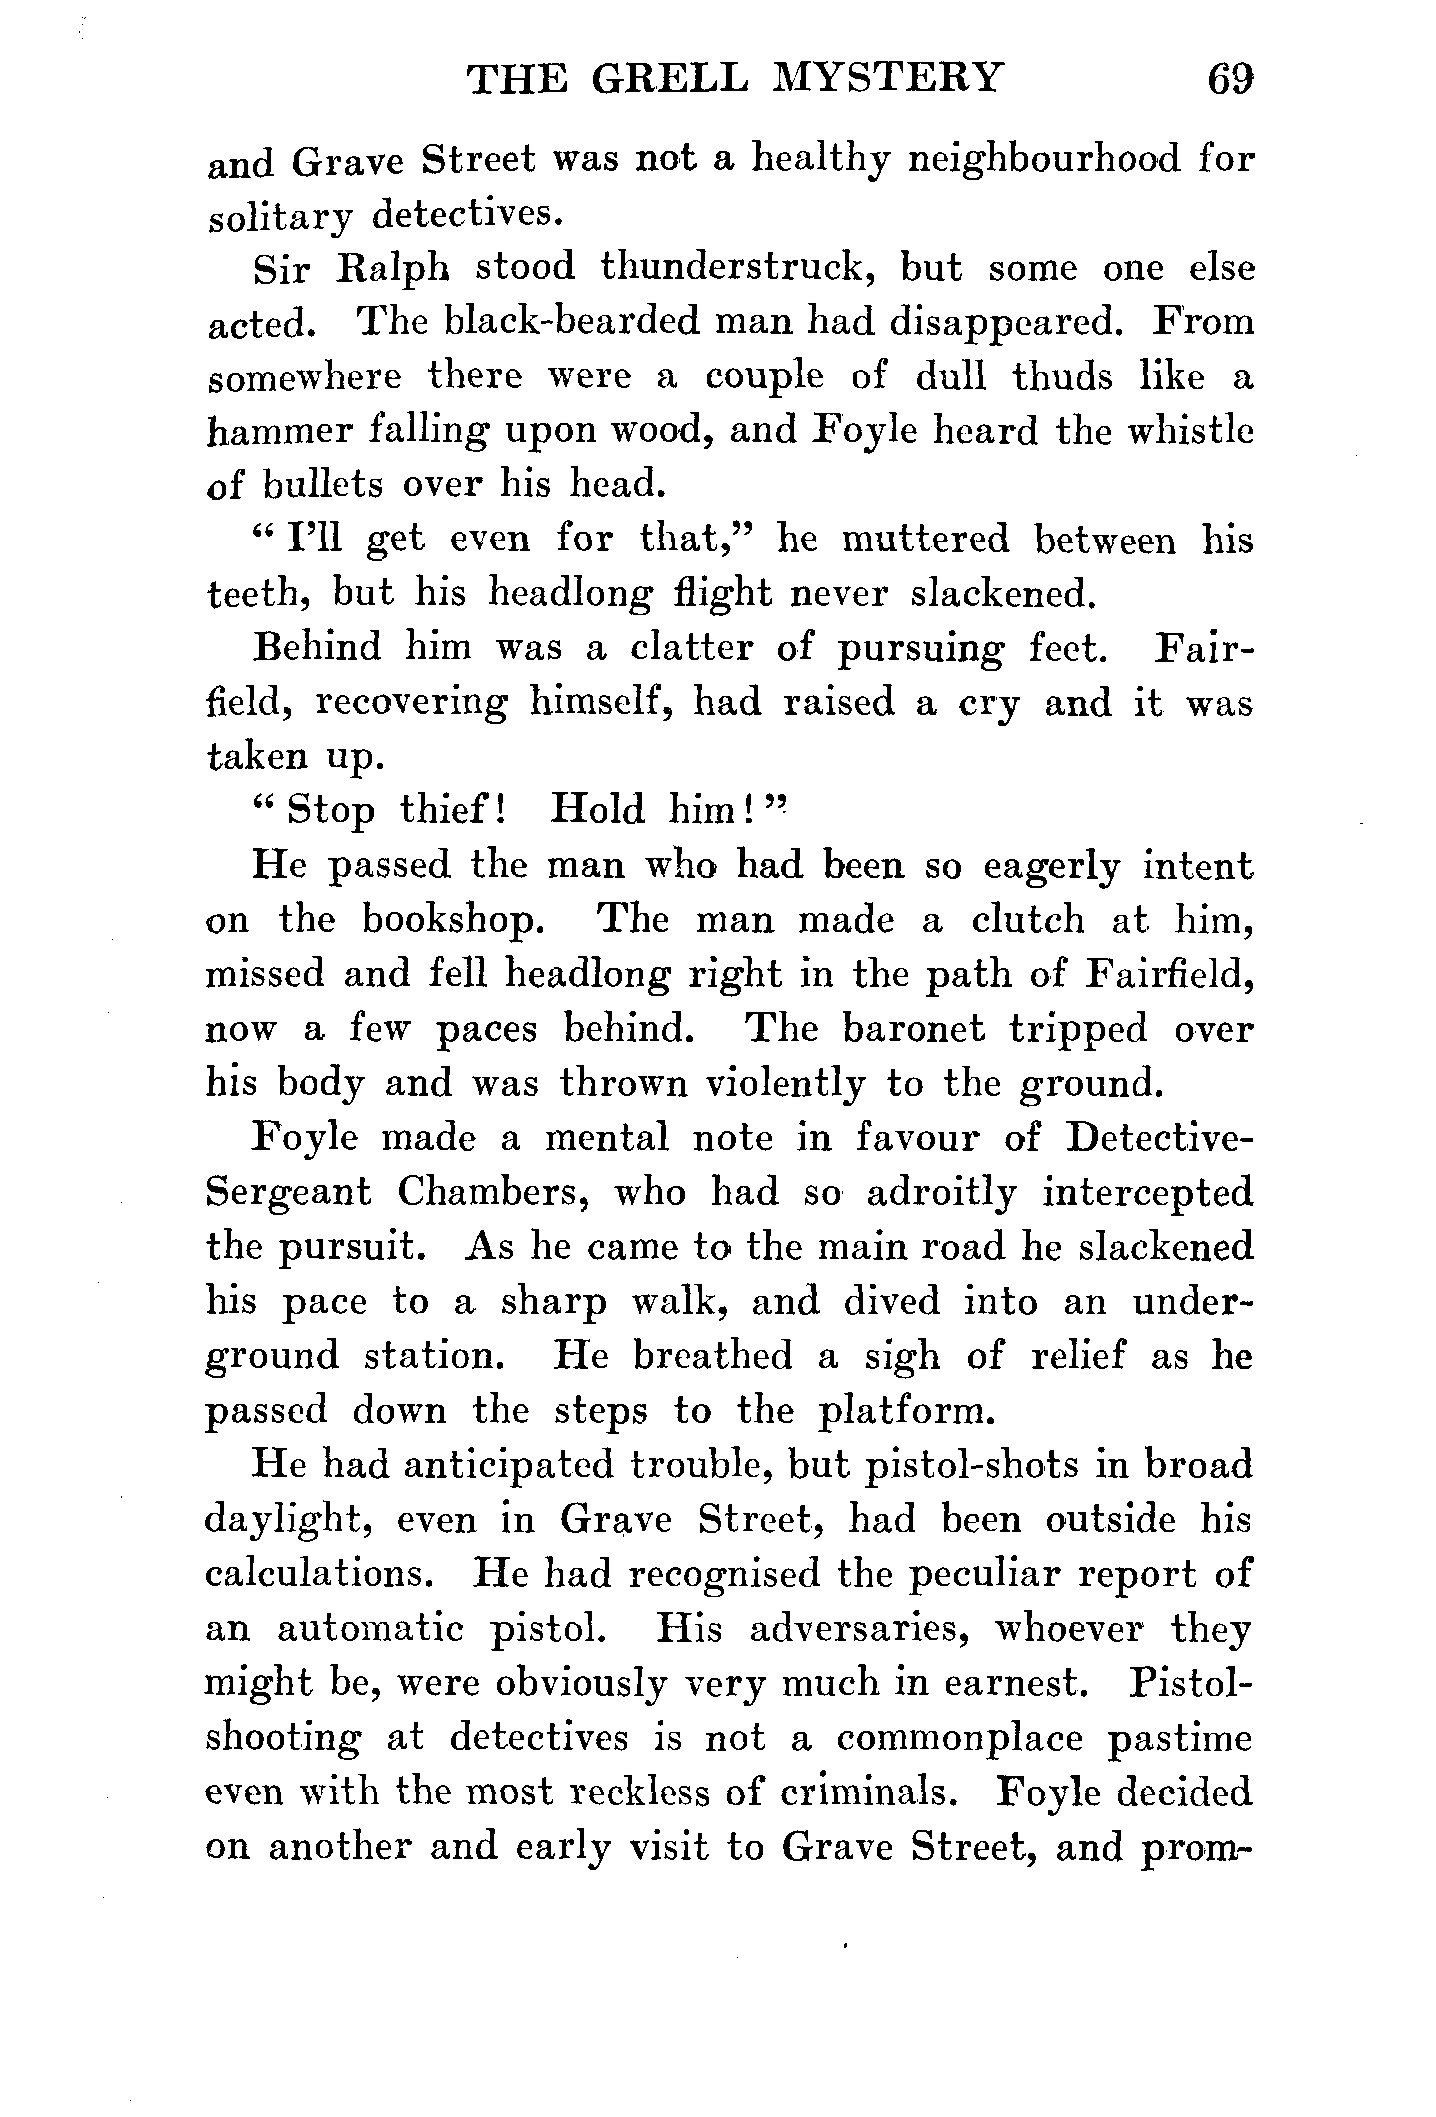 THE GRELL MYSTERY 69
and Grave Street was not a healthy neighbourhood for
solitary detectives.
Sir Ralph stood thunderstruck, but some one else
acted. The black-bearded man had disappeared. From
somewhere there were a couple of dull thuds like a
hammer falling upon wood, and Foyle heard the whistle
of bullets over his head.
“ I’ll get even for that,” he muttered between his
teeth, but his headlong flight never slackened.
Behind him was a clatter of pursuing feet. Fair-
field, recovering himself, had raised a cry and it was
taken up.
“ Stop thief! Hold him! ”
He passed the man who had been so eagerly intent
on the bookshop. The man made a clutch at him,
missed and fell headlong right in the path of Fairfield,
now a few paces behind. The baronet tripped over
his body and was thrown violently to the ground.
Foyle made a mental note in favour of Detective-
Sergeant Chambers, who had so adroitly intercepted
the pursuit. As he came to the main road he slackened
his pace to a sharp walk, and dived into an under-
ground station. He breathed a sigh of relief as he
passed down the steps to the platform.
He had anticipated trouble, but pistol-shots in broad
daylight, even in Grave Street, had been outside his
calculations. He had recognised the peculiar report of
an automatic pistol. His adversaries, whoever they
might be, were obviously very much in earnest. Pistol-
shooting at detectives is not a commonplace pastime
even with the most reckless of criminals. Foyle decided
on another and early visit to Grave Street, and prom-